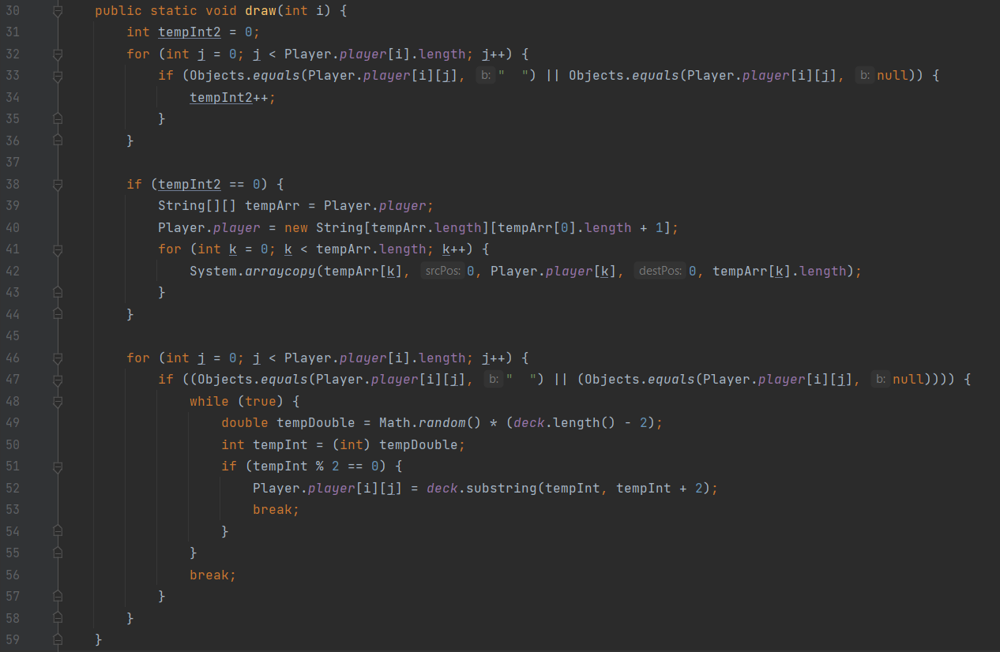 30 public static void draw(int i) {
31 int tempInt2 = 0;
32 for (int j = 0; j < Player.player[i].length; j++) {
33 if (Objects.equals(Player.player[i][j], b: "  ") || Objects.equals(Player.player[i][j], b: null)) {
34 tempInt2++;
35 }
36 }
37
38 if (tempInt2 == 0) {
39 String[][] tempArr = Player.player;
40 Player.player = new String[tempArr.length][tempArr[0].length + 1];
41 for (int k = 0; k < tempArr.length; k++) {
42 System.arraycopy(tempArr[k], srcPos: 0, Player.player[k], destPos: 0, tempArr[k].length);
43 }
44 }
45
46 for (int j = 0; j < Player.player[i].length; j++) {
47 if ((Objects.equals(Player.player[i][j], b: "  ") || (Objects.equals(Player.player[i][j], b: null)))) {
48 while (true) {
49 double tempDouble = Math.random() * (deck.length() - 2);
50 int tempInt = (int) tempDouble;
51 if (tempInt % 2 == 0) {
52 Player.player[i][j] = deck.substring(tempInt, tempInt + 2);
53 break;
54 }
55 }
56 break;
57 }
58 }
59 }